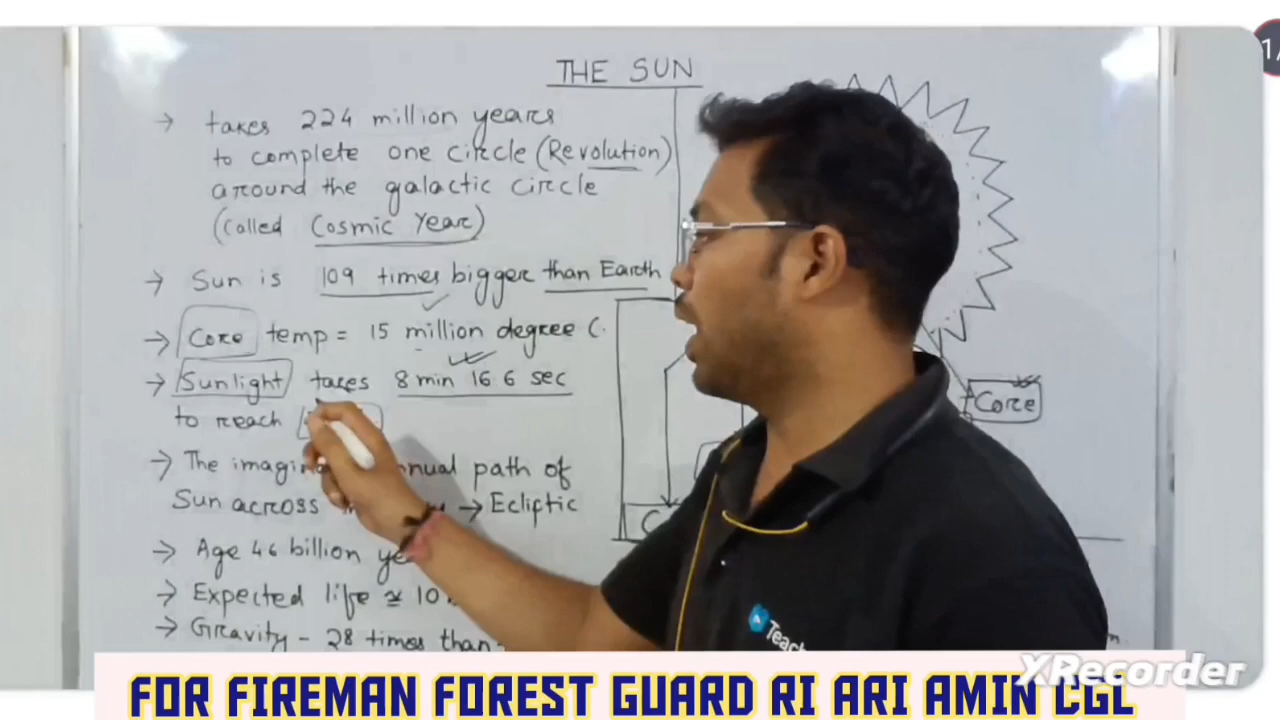 THE SUN
→ takes 224 million years
to complete one circle (Revolution)
around the galactic circle
(called Cosmic Year)
→ Sun is 109 times bigger than Earth
→ Core temp = 15 million degree C.
→ Sunlight takes 8 min 16.6 sec
to reach
→ The annual path of
Sun across → Ecliptic
→ Age 4.6 billion
→ Expected life ≅ 10
→ Gravity - 28 times than
Core
Teach
XRecorder
FOR FIREMAN FOREST GUARD RI ARI AMIN CGL